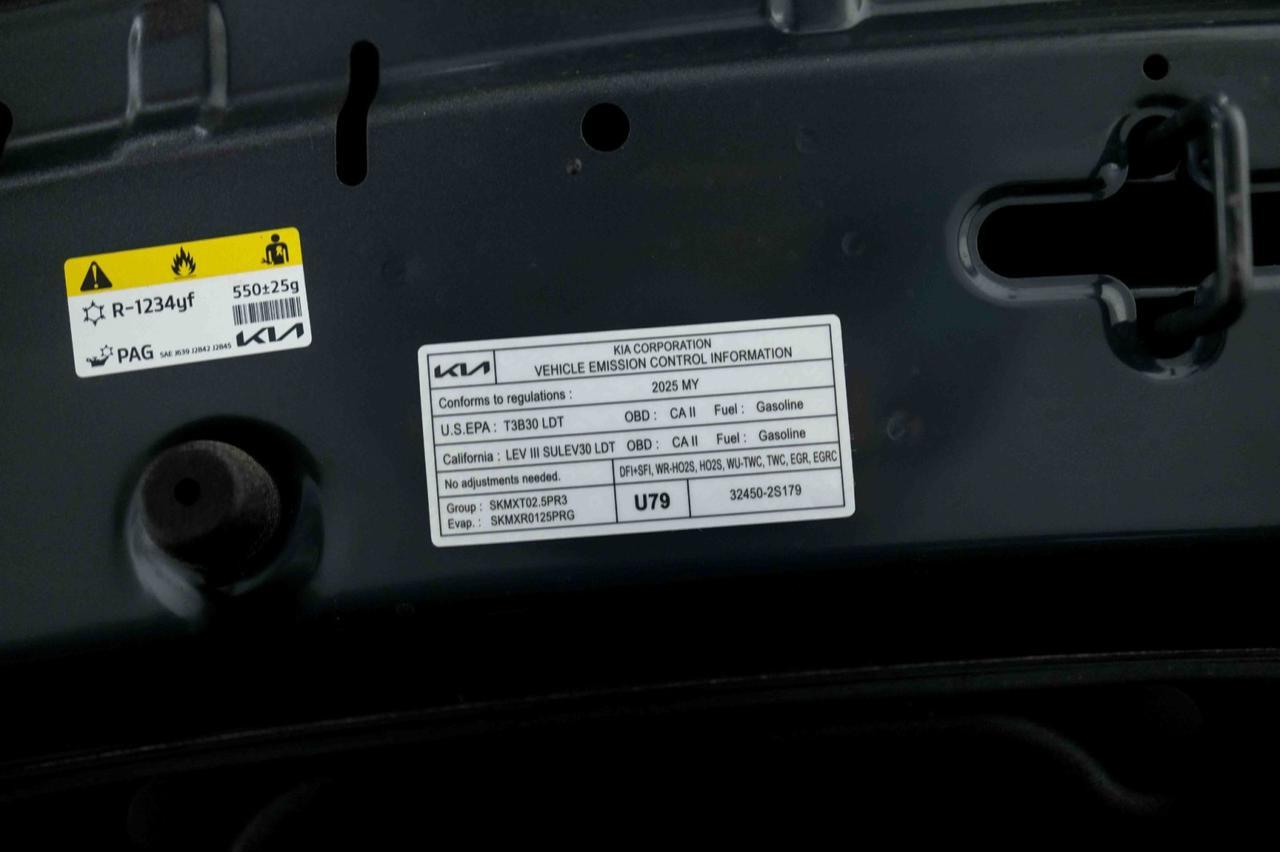 R-1234yf
550±25g
PAG
SAE J639 J2842 J2845
KIA
KIA
KIA CORPORATION
VEHICLE EMISSION CONTROL INFORMATION
Conforms to regulations : 2025 MY
U.S.EPA : T3B30 LDT OBD : CA II Fuel : Gasoline
California : LEV III SULEV30 LDT OBD : CA II Fuel : Gasoline
No adjustments needed.
DFI+SFI, WR-HO2S, HO2S, WU-TWC, TWC, EGR, EGRC
Group : SKMXT02.5PR3
Evap. : SKMXR0125PRG
U79
32450-2S179